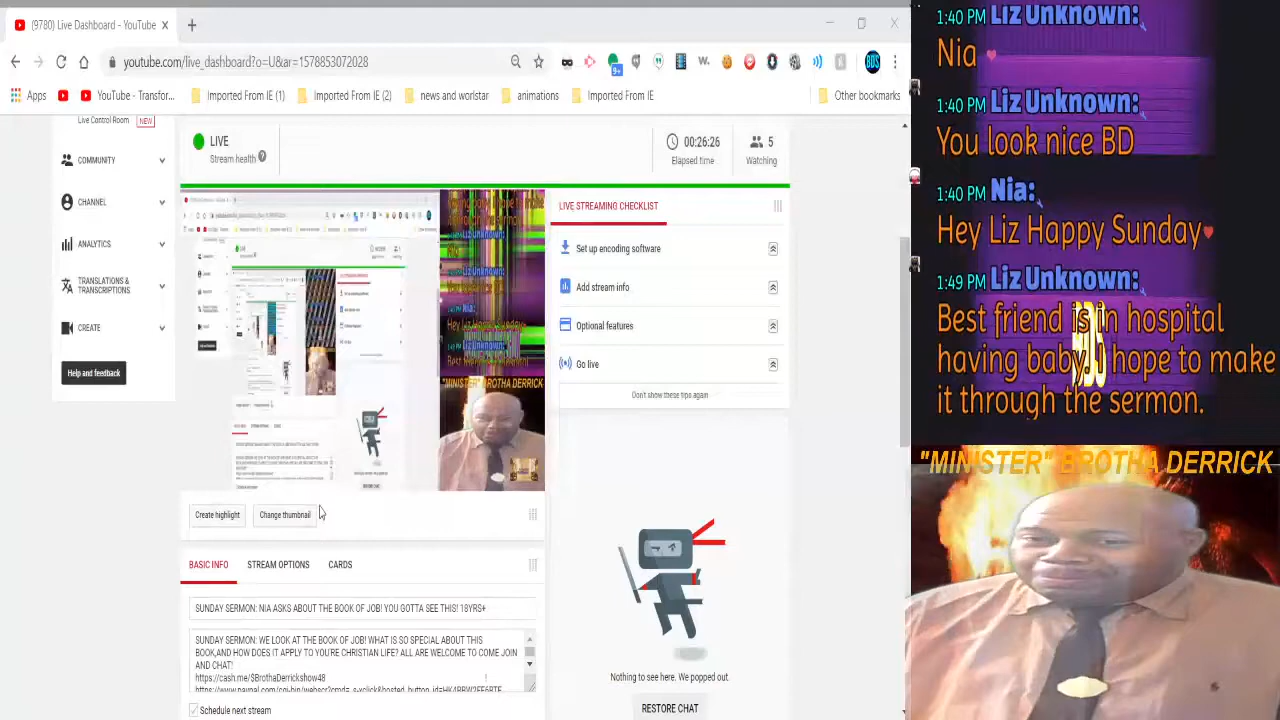 (9780) Live Dashboard - YouTube
youtube.com/live_dashboard?o=U&ar=1578853072028
9+
W.
BDS
Apps
YouTube - Transfor...
Imported From IE (1)
Imported From IE (2)
news and woristar
animations
Imported From IE
Other bookmarks
Live Control Room
NEW
COMMUNITY
CHANNEL
ANALYTICS
TRANSLATIONS &
TRANSCRIPTIONS
CREATE
Help and feedback
LIVE
Stream health
00:26:26
Elapsed time
5
Watching
"MINISTER" BROTHA DERRICK
LIVE STREAMING CHECKLIST
Set up encoding software
Add stream info
Optional features
Go live
Don't show these tips again
Create highlight
Change thumbnail
BASIC INFO
STREAM OPTIONS
CARDS
SUNDAY SERMON: NIA ASKS ABOUT THE BOOK OF JOB! YOU GOTTA SEE THIS! 18YRS+
SUNDAY SERMON: WE LOOK AT THE BOOK OF JOB! WHAT IS SO SPECIAL ABOUT THIS
BOOK,AND HOW DOES IT APPLY TO YOU'RE CHRISTIAN LIFE? ALL ARE WELCOME TO COME JOIN
AND CHAT!
https://cash.me/$BrothaDerrickshow48 !
Schedule next stream
Nothing to see here. We popped out.
RESTORE CHAT
1:40 PM Liz Unknown:
Nia
1:40 PM Liz Unknown:
You look nice BD
1:40 PM Nia:
Hey Liz Happy Sunday
1:49 PM Liz Unknown:
Best friend is in hospital
having baby. I hope to make
it through the sermon.
"MINISTER" BROTHA DERRICK